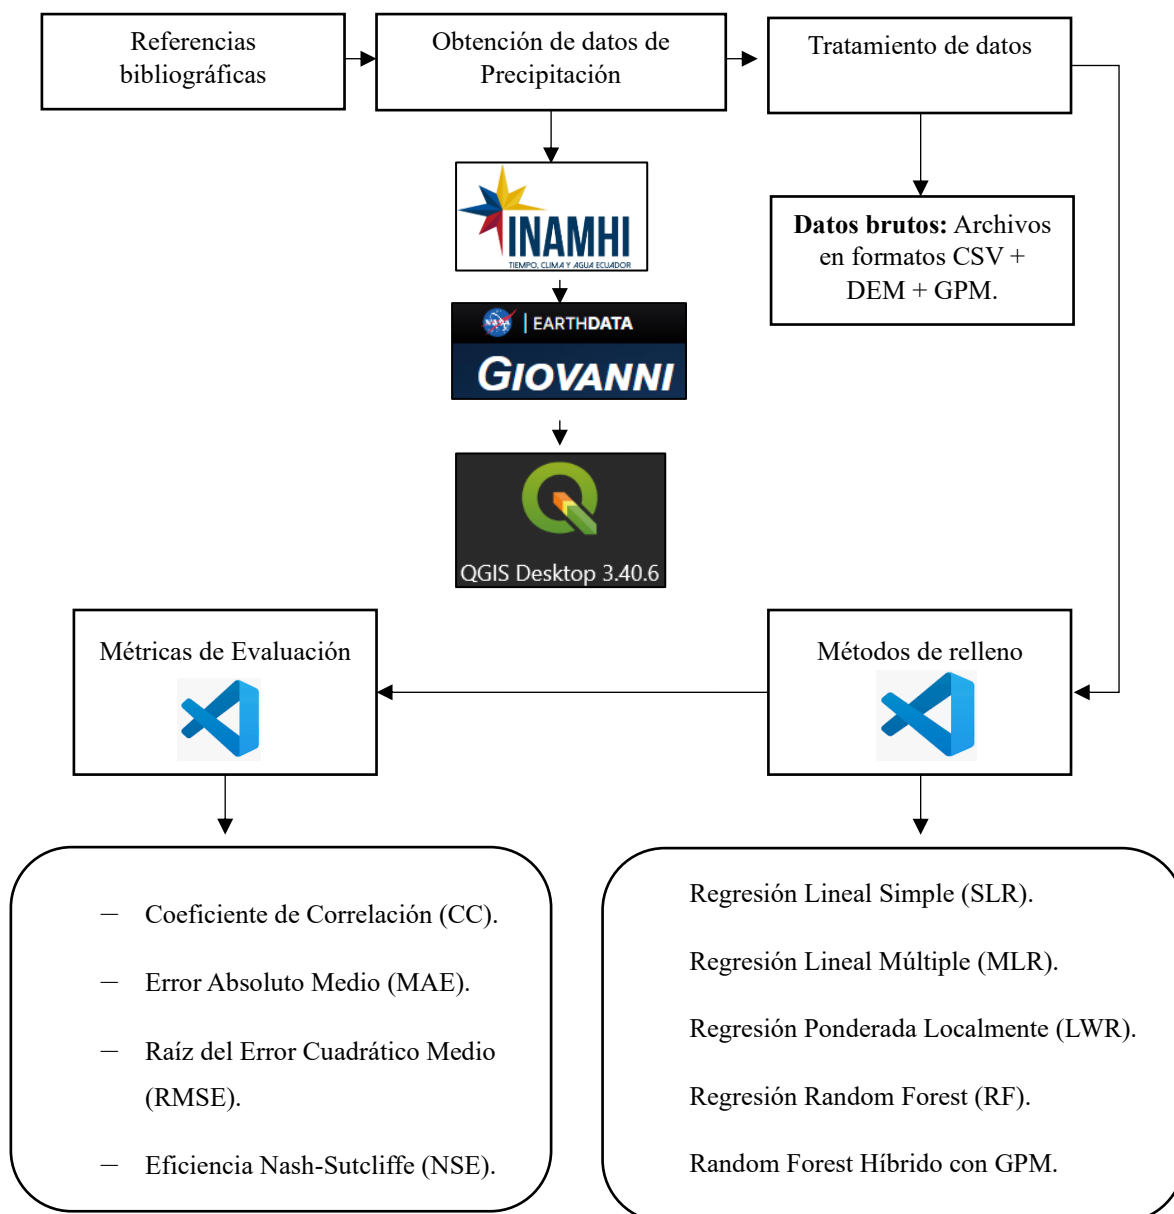 Referencias
bibliográficas
Obtención de datos de
Precipitación
Tratamiento de datos
INAMHI
TIEMPO, CLIMA Y AGUA ECUADOR
NASA
EARTHDATA
GIOVANNI
QGIS Desktop 3.40.6
Datos brutos: Archivos
en formatos CSV +
DEM + GPM.
Métricas de Evaluación
Métodos de relleno
– Coeficiente de Correlación (CC).
– Error Absoluto Medio (MAE).
– Raíz del Error Cuadrático Medio
(RMSE).
– Eficiencia Nash-Sutcliffe (NSE).
Regresión Lineal Simple (SLR).
Regresión Lineal Múltiple (MLR).
Regresión Ponderada Localmente (LWR).
Regresión Random Forest (RF).
Random Forest Híbrido con GPM.